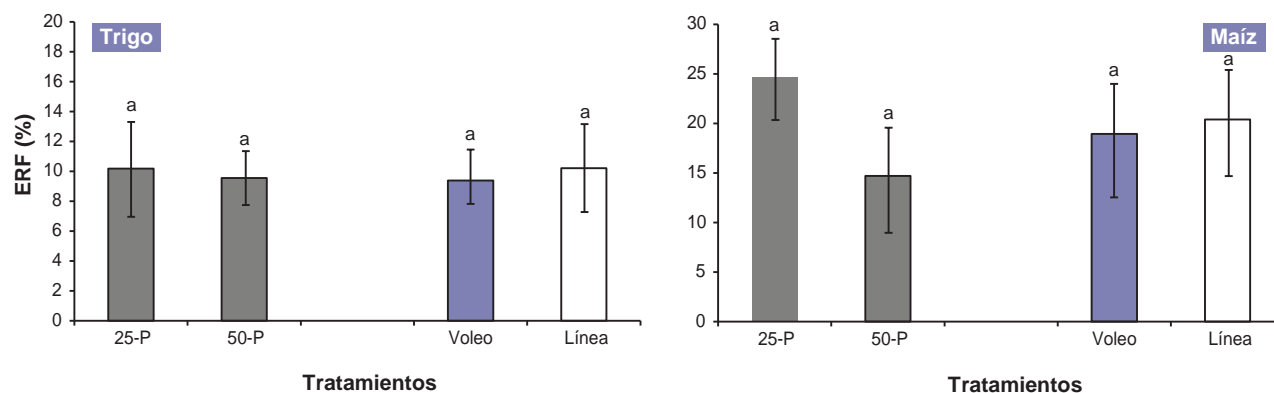 Trigo
ERF (%)
20
18
16
14
12
10
8
6
4
2
0
a
a
a
a
25-P
50-P
Voleo
Línea
Tratamientos
Maíz
30
25
20
15
10
5
0
a
a
a
a
25-P
50-P
Voleo
Línea
Tratamientos